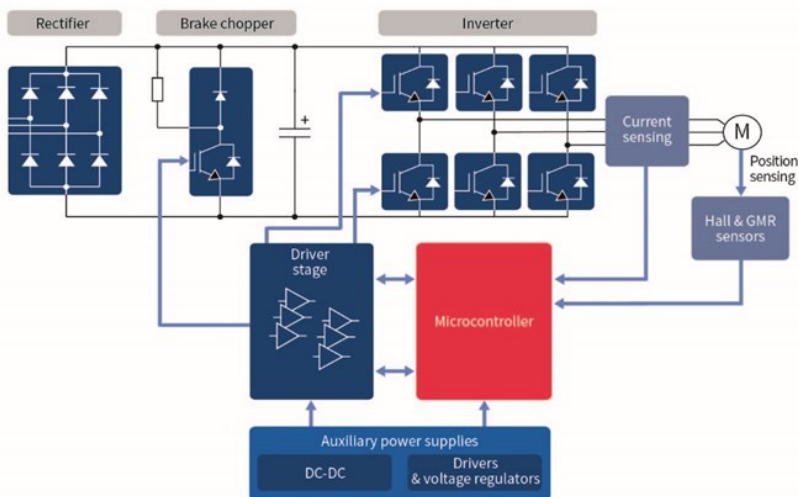 Rectifier
Brake chopper
Inverter
+
Current
sensing
M
Position
sensing
Hall & GMR
sensors
Driver
stage
Microcontroller
Auxiliary power supplies
DC-DC
Drivers
& voltage regulators